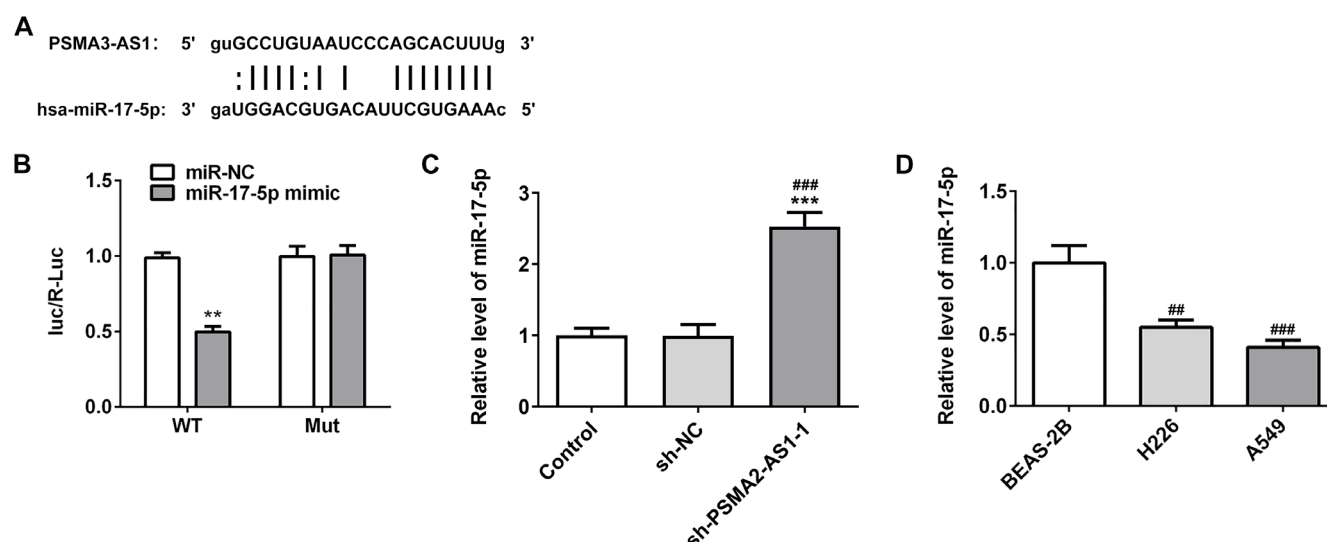 A
PSMA3-AS1: 5' guGCCUGUAAUCCCAGCACUUUg 3'
hsa-miR-17-5p: 3' gaUGGACGUGACAUUCGUGAAAc 5'
B
miR-NC
miR-17-5p mimic
luc/R-Luc
1.5
1.0
0.5
0.0
**
WT
Mut
C
Relative level of miR-17-5p
3
2
1
0
###
***
Control
sh-NC
sh-PSMA2-AS1-1
D
Relative level of miR-17-5p
1.5
1.0
0.5
0.0
##
###
BEAS-2B
H226
A549